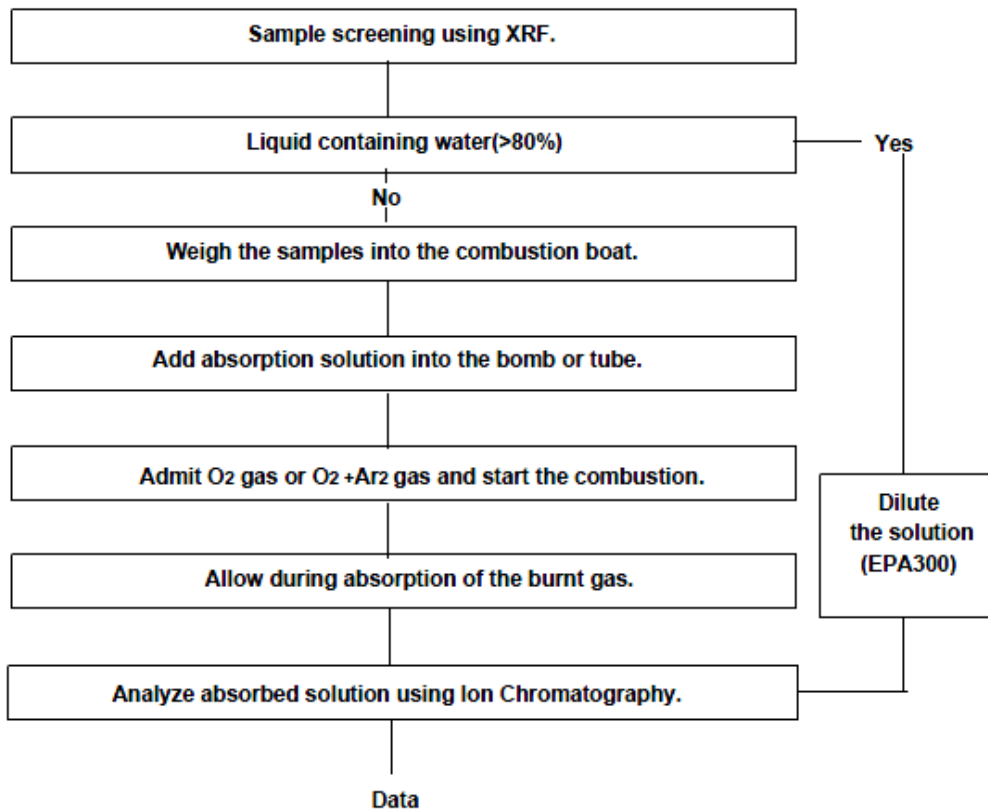 Sample screening using XRF.
Liquid containing water(>80%)
Yes
No
Weigh the samples into the combustion boat.
Add absorption solution into the bomb or tube.
Admit O2 gas or O2 +Ar2 gas and start the combustion.
Dilute
the solution
(EPA300)
Allow during absorption of the burnt gas.
Analyze absorbed solution using Ion Chromatography.
Data